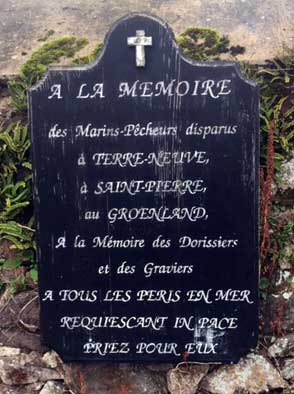 A LA MEMOIRE
des Marins-Pêcheurs disparus
à TERRE-NEUVE,
à SAINT-PIERRE,
au GROENLAND,
A la Mémoire des Dorissiers
et des Graviers
A TOUS LES PERIS EN MER
REQUIESCANT IN PACE
PRIEZ POUR EUX